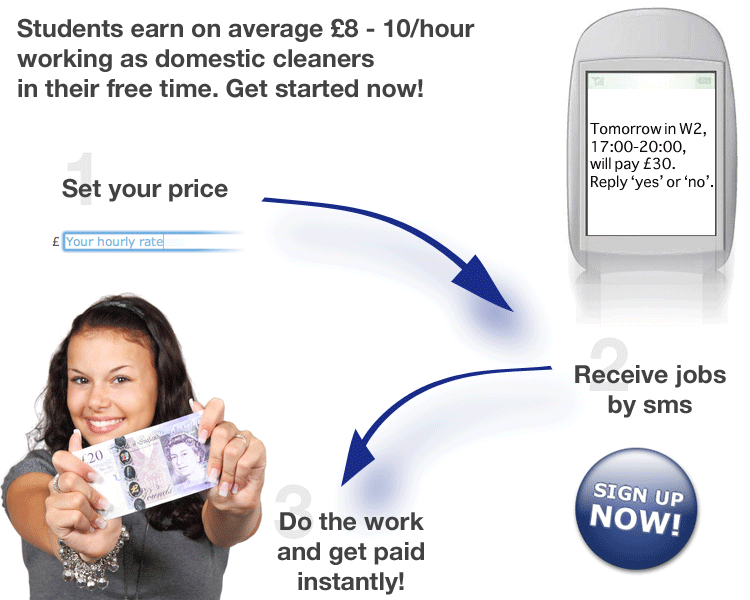 Students earn on average £8 - 10/hour
working as domestic cleaners
in their free time. Get started now!
1
Set your price
£ Your hourly rate
Tomorrow in W2,
17:00-20:00,
will pay £30.
Reply ‘yes’ or ‘no’.
2
Receive jobs
by sms
£20
3
Do the work
and get paid
instantly!
SIGN UP
NOW!